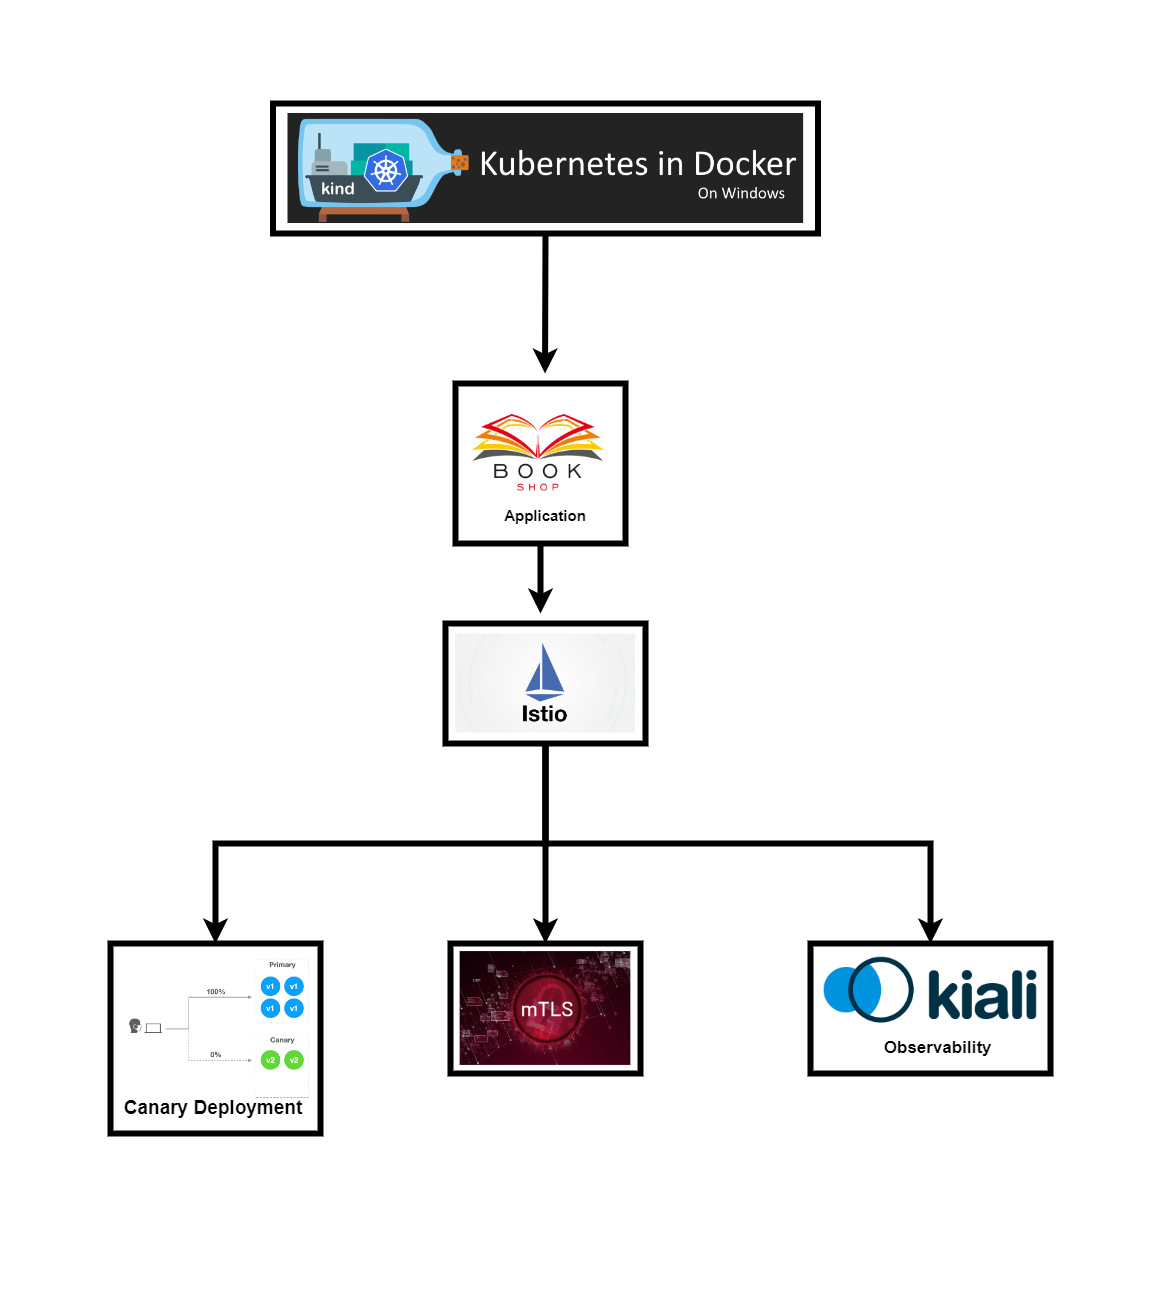 kind
Kubernetes in Docker
On Windows
BOOK
SHOP
Application
Istio
Primary
v1 v1
100%
v1 v1
Canary
0%
v2 v2
Canary Deployment
mTLS
kiali
Observability